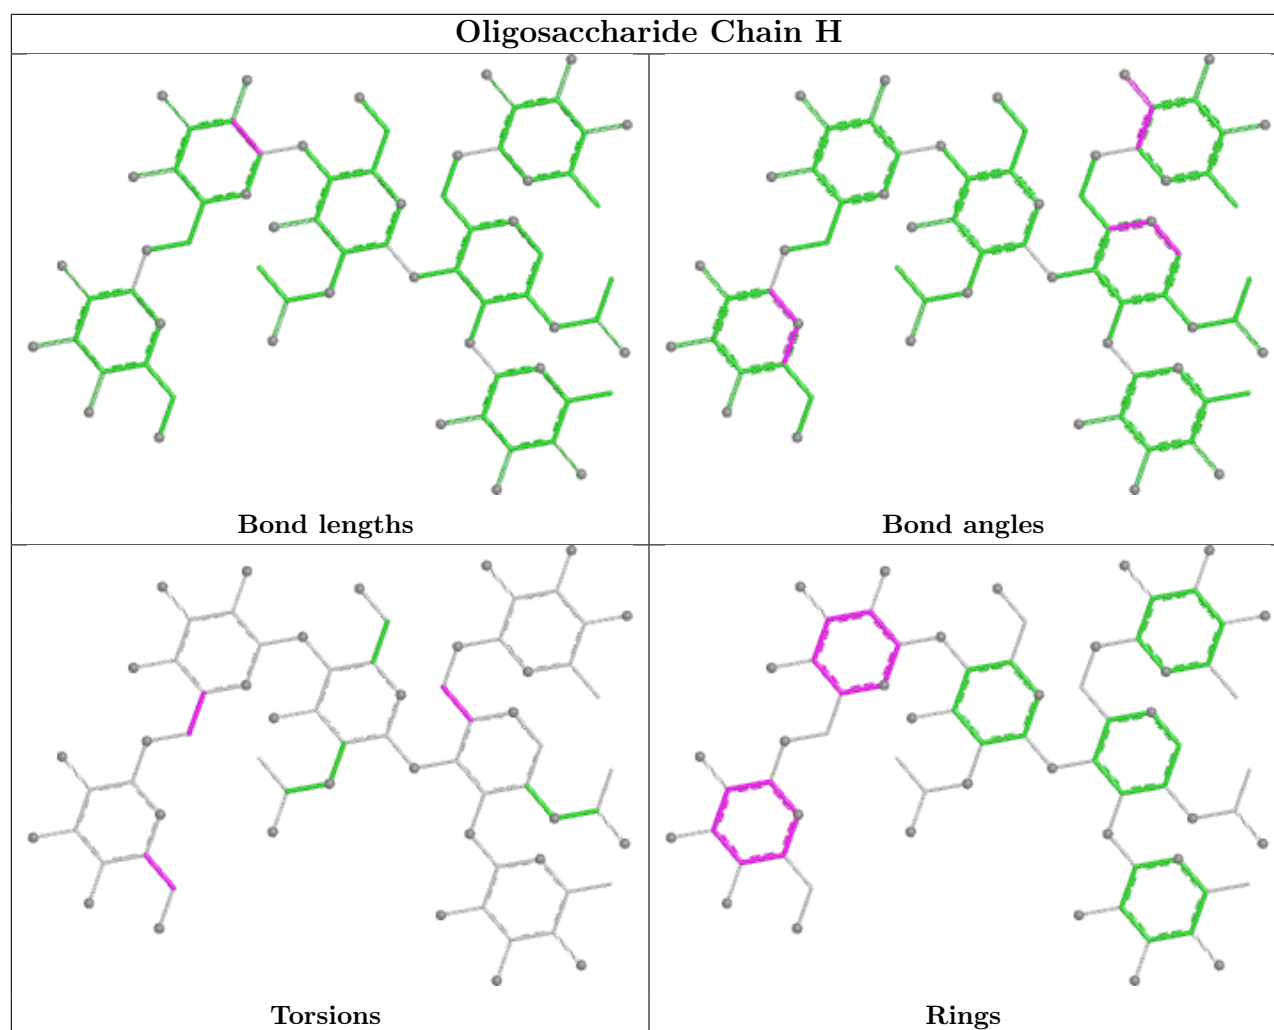 Oligosaccharide Chain H
Bond lengths
Bond angles
Torsions
Rings